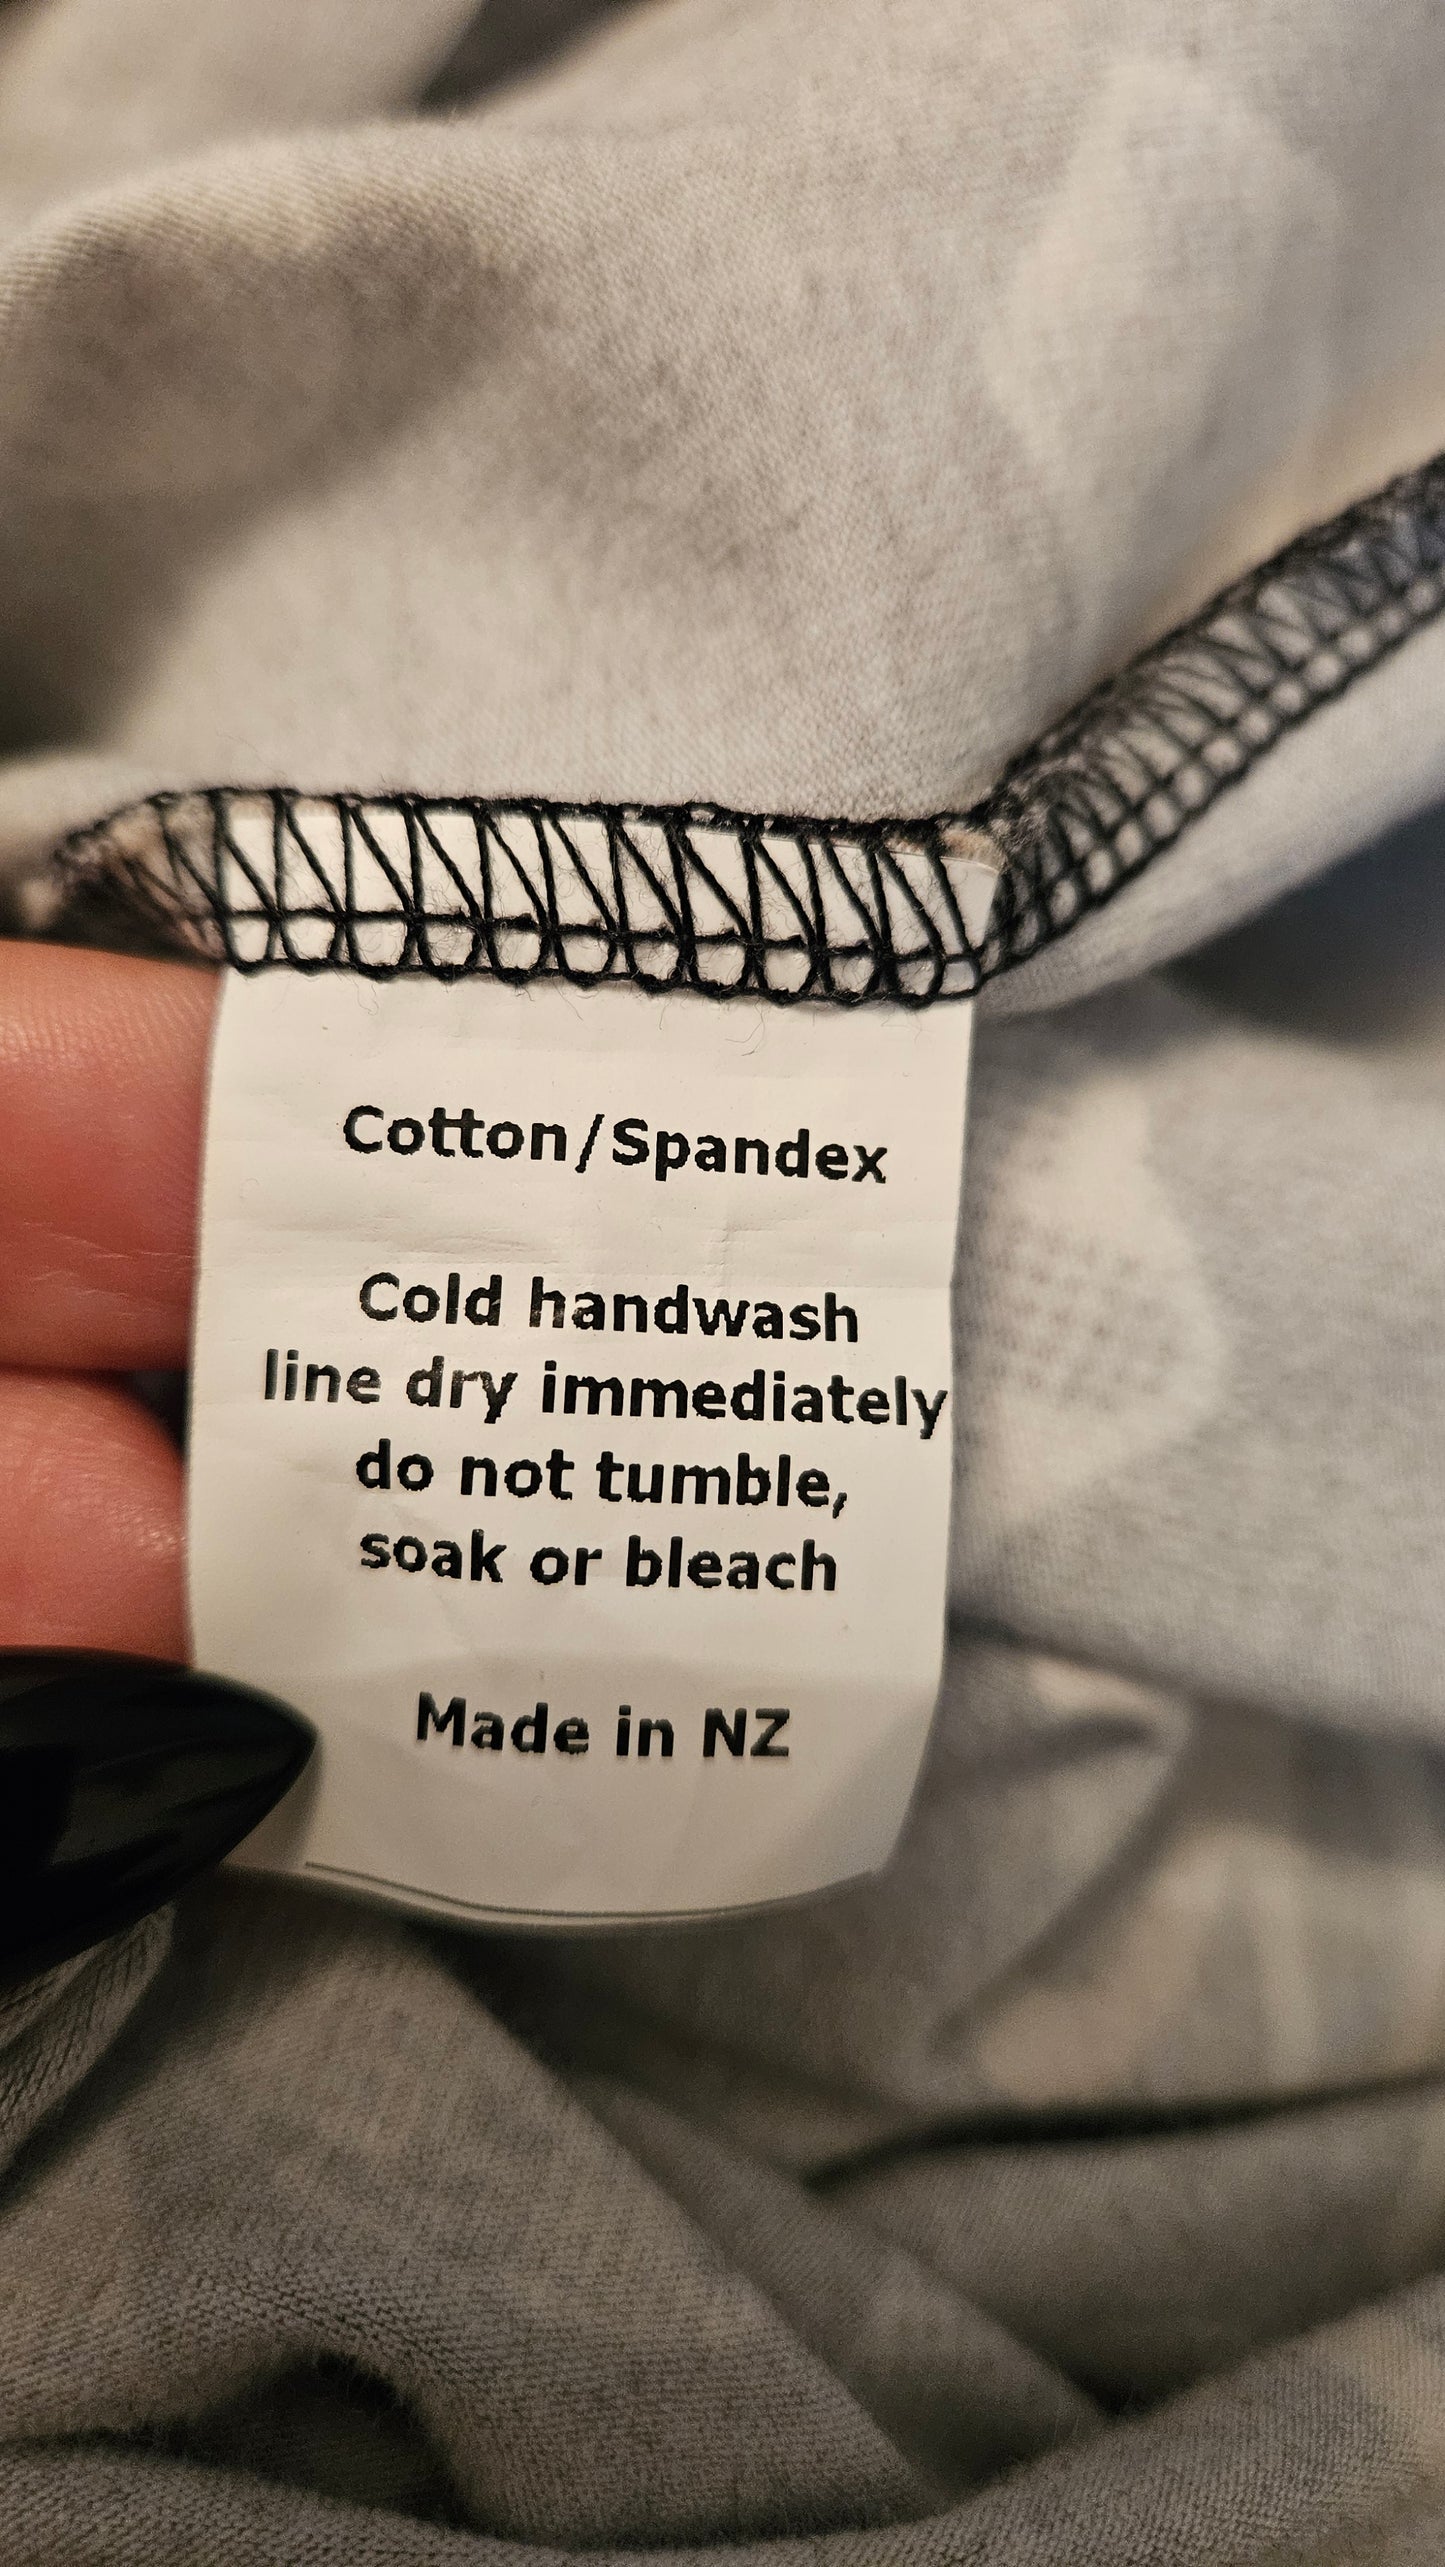 Cotton/Spandex
Cold handwash
line dry immediately
do not tumble,
soak or bleach
Made in NZ